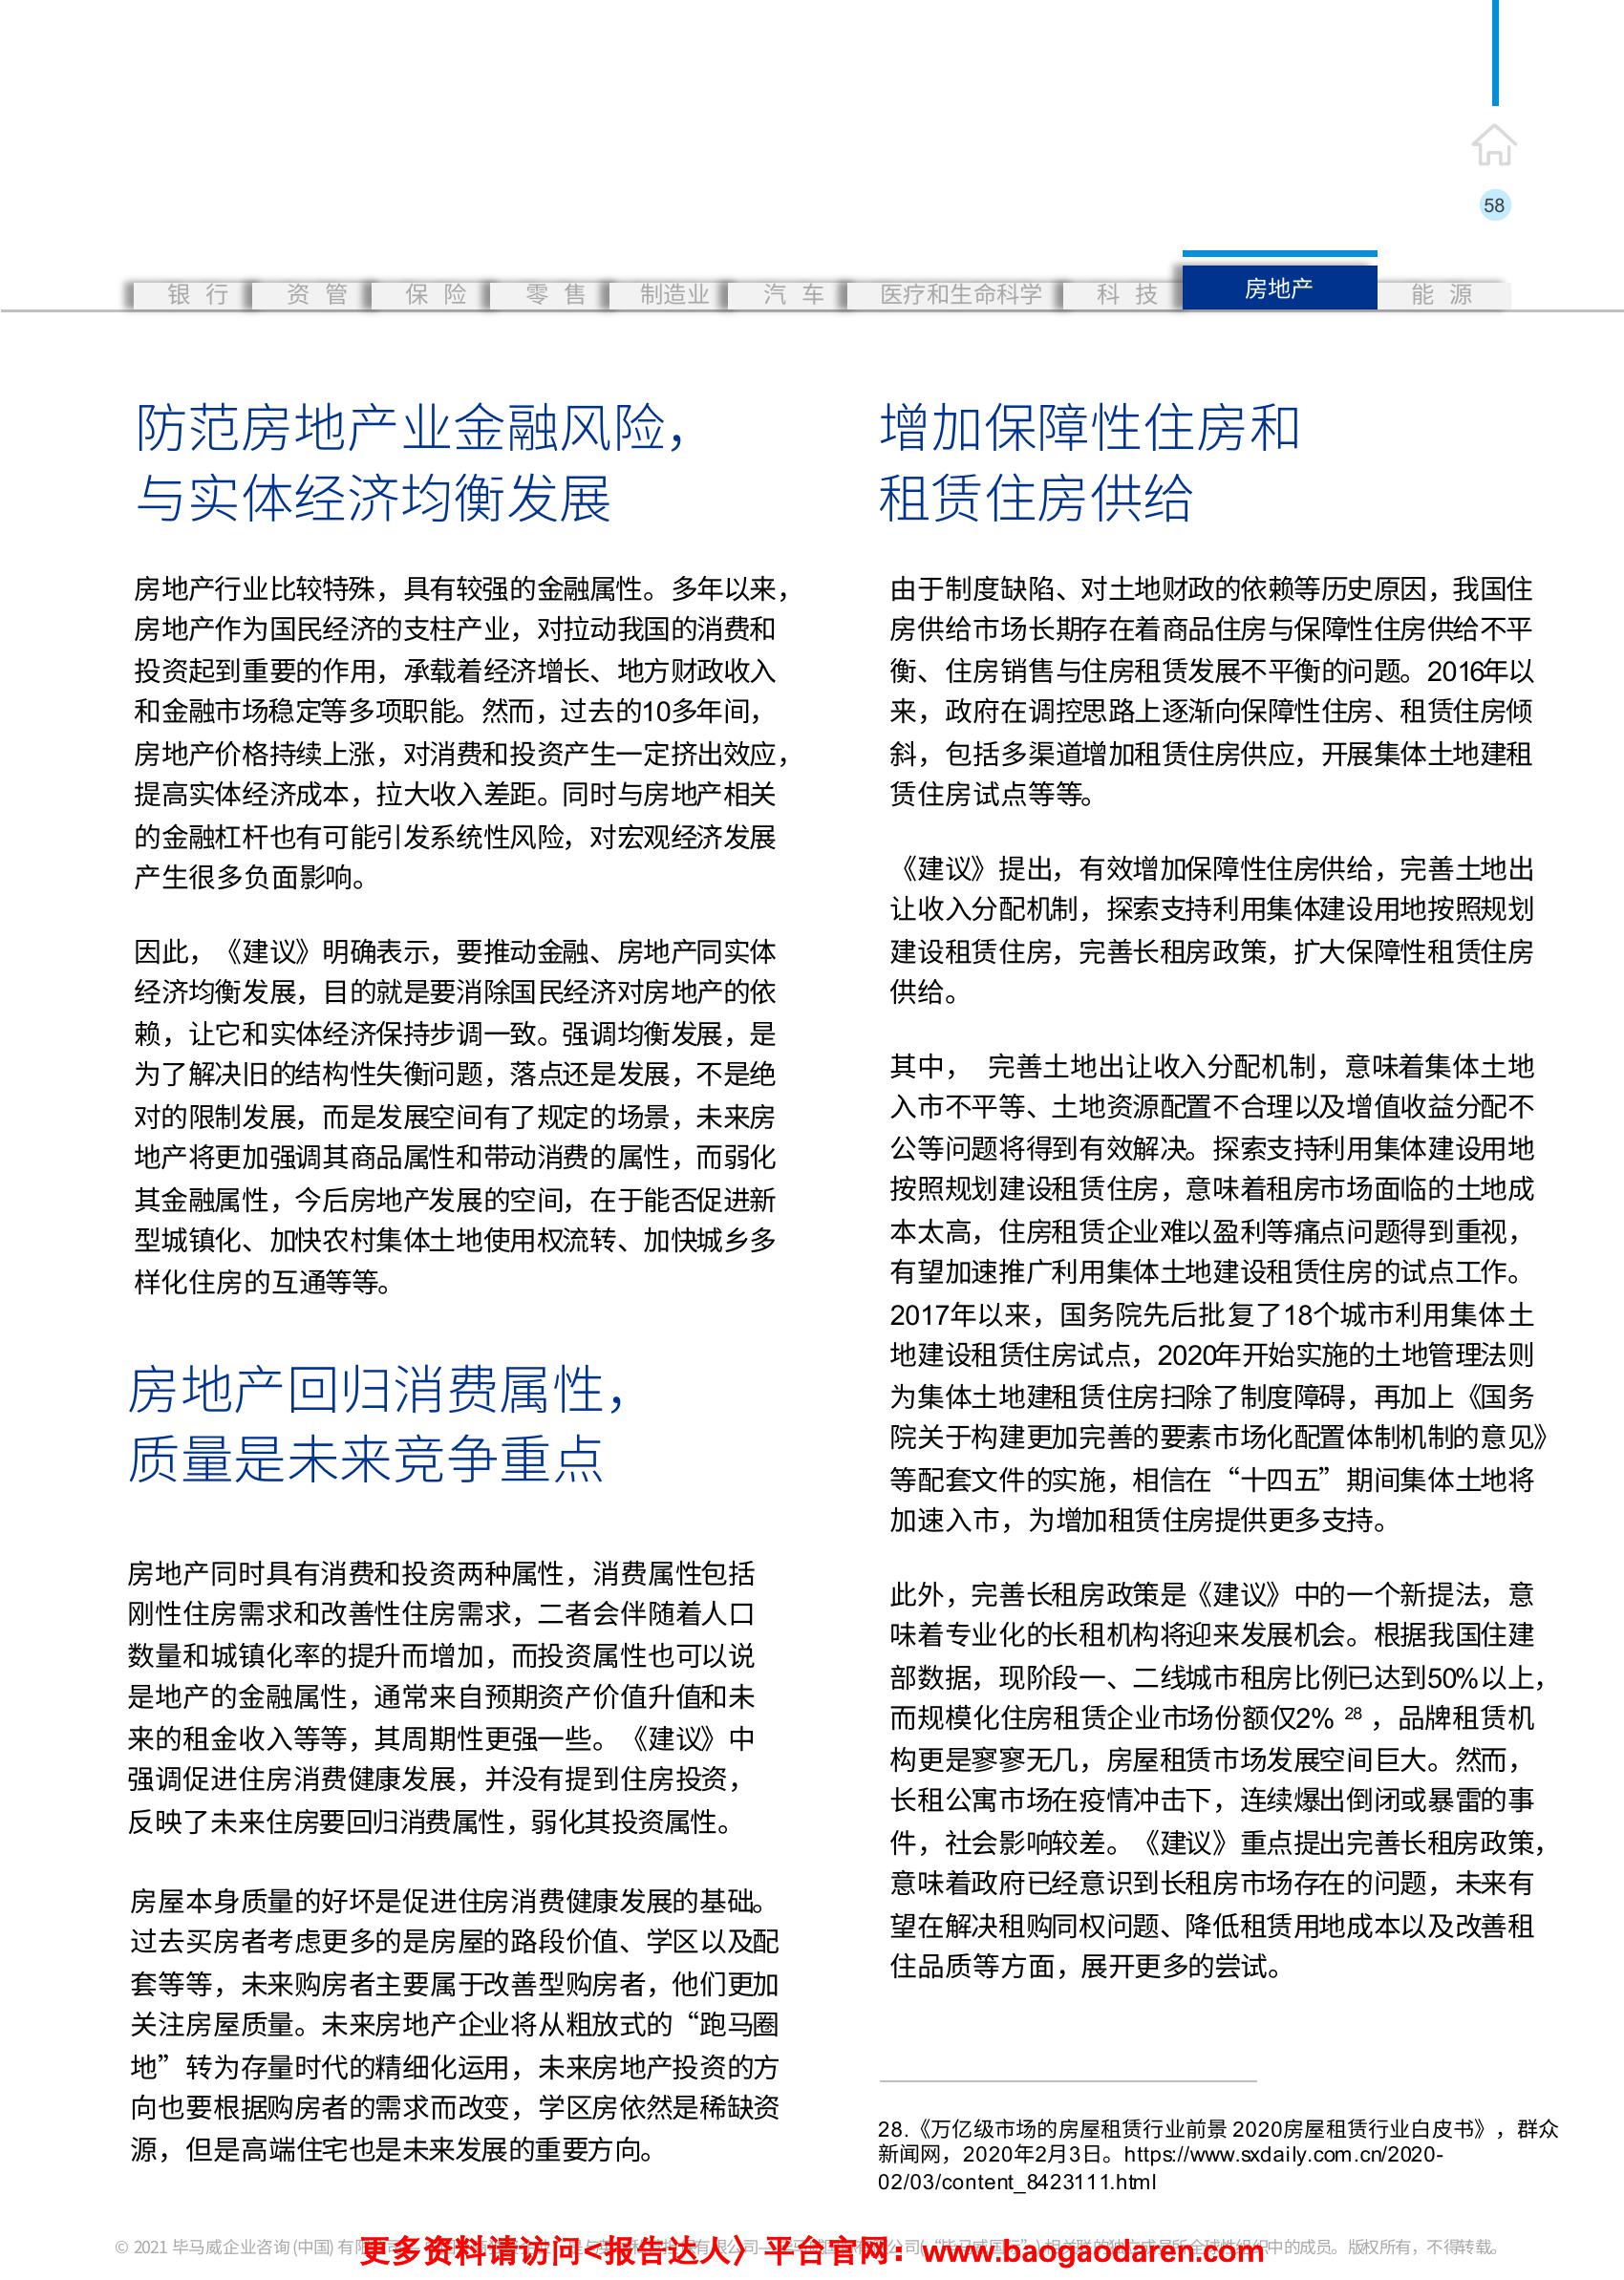 58
银 行 资 管 保 险 零 售 制造业 汽 车 医疗和生命科学 科 技 房地产 能 源
防范房地产业金融风险，
与实体经济均衡发展
房地产行业比较特殊，具有较强的金融属性。多年以来，
房地产作为国民经济的支柱产业，对拉动我国的消费和
投资起到重要的作用，承载着经济增长、地方财政收入
和金融市场稳定等多项职能。然而，过去的10多年间，
房地产价格持续上涨，对消费和投资产生一定挤出效应，
提高实体经济成本，拉大收入差距。同时与房地产相关
的金融杠杆也有可能引发系统性风险，对宏观经济发展
产生很多负面影响。
因此，《建议》明确表示，要推动金融、房地产同实体
经济均衡发展，目的就是要消除国民经济对房地产的依
赖，让它和实体经济保持步调一致。强调均衡发展，是
为了解决旧的结构性失衡问题，落点还是发展，不是绝
对的限制发展，而是发展空间有了规定的场景，未来房
地产将更加强调其商品属性和带动消费的属性，而弱化
其金融属性，今后房地产发展的空间，在于能否促进新
型城镇化、加快农村集体土地使用权流转、加快城乡多
样化住房的互通等等。
房地产回归消费属性，
质量是未来竞争重点
房地产同时具有消费和投资两种属性，消费属性包括
刚性住房需求和改善性住房需求，二者会伴随着人口
数量和城镇化率的提升而增加，而投资属性也可以说
是地产的金融属性，通常来自预期资产价值升值和未
来的租金收入等等，其周期性更强一些。《建议》中
强调促进住房消费健康发展，并没有提到住房投资，
反映了未来住房要回归消费属性，弱化其投资属性。
房屋本身质量的好坏是促进住房消费健康发展的基础。
过去买房者考虑更多的是房屋的路段价值、学区以及配
套等等，未来购房者主要属于改善型购房者，他们更加
关注房屋质量。未来房地产企业将从粗放式的“跑马圈
地”转为存量时代的精细化运用，未来房地产投资的方
向也要根据购房者的需求而改变，学区房依然是稀缺资
源，但是高端住宅也是未来发展的重要方向。
增加保障性住房和
租赁住房供给
由于制度缺陷、对土地财政的依赖等历史原因，我国住
房供给市场长期存在着商品住房与保障性住房供给不平
衡、住房销售与住房租赁发展不平衡的问题。2016年以
来，政府在调控思路上逐渐向保障性住房、租赁住房倾
斜，包括多渠道增加租赁住房供应，开展集体土地建租
赁住房试点等等。
《建议》提出，有效增加保障性住房供给，完善土地出
让收入分配机制，探索支持利用集体建设用地按照规划
建设租赁住房，完善长租房政策，扩大保障性租赁住房
供给。
其中， 完善土地出让收入分配机制，意味着集体土地
入市不平等、土地资源配置不合理以及增值收益分配不
公等问题将得到有效解决。探索支持利用集体建设用地
按照规划建设租赁住房，意味着租房市场面临的土地成
本太高，住房租赁企业难以盈利等痛点问题得到重视，
有望加速推广利用集体土地建设租赁住房的试点工作。
2017年以来，国务院先后批复了18个城市利用集体土
地建设租赁住房试点，2020年开始实施的土地管理法则
为集体土地建租赁住房扫除了制度障碍，再加上《国务
院关于构建更加完善的要素市场化配置体制机制的意见》
等配套文件的实施，相信在“十四五”期间集体土地将
加速入市，为增加租赁住房提供更多支持。
此外，完善长租房政策是《建议》中的一个新提法，意
味着专业化的长租机构将迎来发展机会。根据我国住建
部数据，现阶段一、二线城市租房比例已达到50%以上，
而规模化住房租赁企业市场份额仅2% 28 ，品牌租赁机
构更是寥寥无几，房屋租赁市场发展空间巨大。然而，
长租公寓市场在疫情冲击下，连续爆出倒闭或暴雷的事
件，社会影响较差。《建议》重点提出完善长租房政策，
意味着政府已经意识到长租房市场存在的问题，未来有
望在解决租购同权问题、降低租赁用地成本以及改善租
住品质等方面，展开更多的尝试。
28.《万亿级市场的房屋租赁行业前景 2020房屋租赁行业白皮书》，群众
新闻网，2020年2月3日。https://www.sxdaily.com.cn/2020-
02/03/content_8423111.html
© 2021 毕马威企业咨询 (中国) 有限
更多资料请访问<报告达人〉平台官网：www.baogaodaren.com
中的成员。版权所有，不得转载。